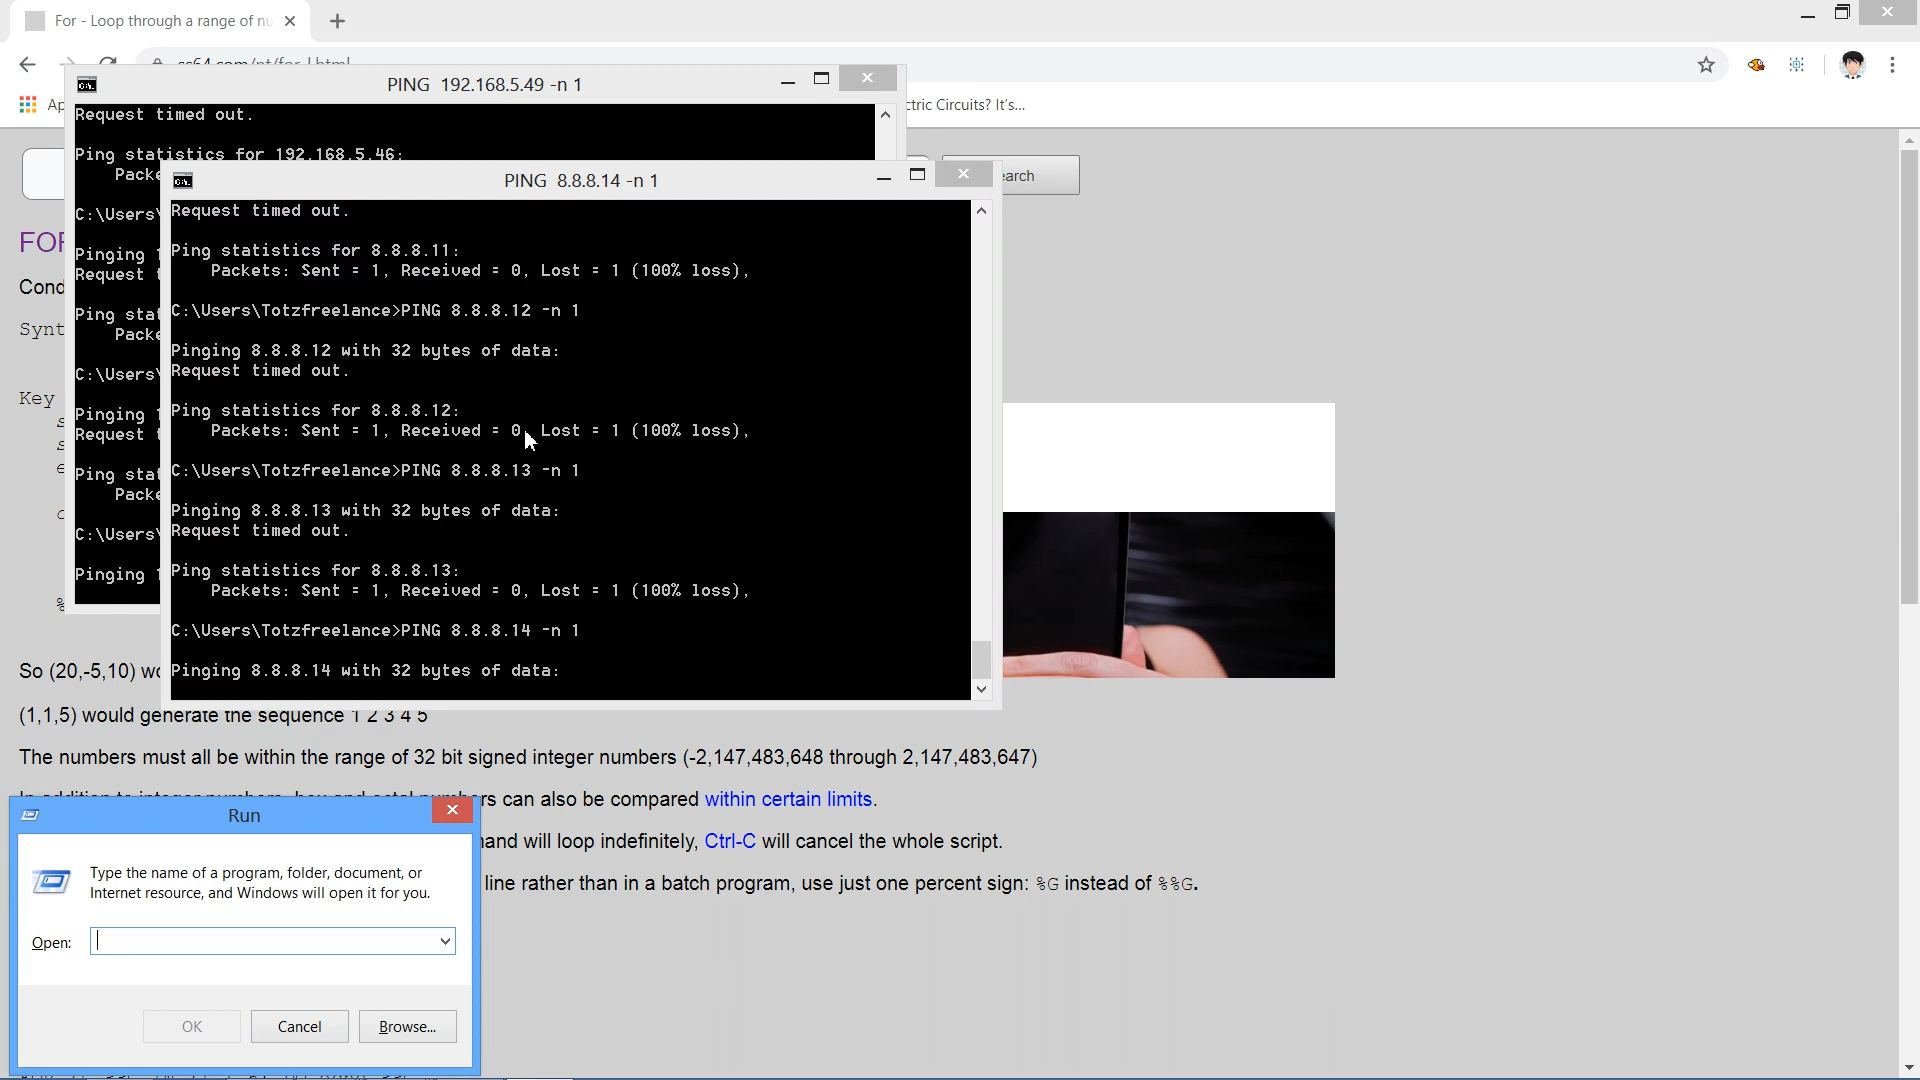 For - Loop through a range of nu
PING 192.168.5.49 -n 1
ctric Circuits? It's...
Request timed out.
Ping statistics for 192.168.5.46:
Packe
C:\Users\
Pinging 1
Request t
Ping stat
Packe
C:\Users\
Pinging 1
Request t
Ping stat
Packe
C:\Users\
Pinging 1
PING 8.8.8.14 -n 1
earch
Request timed out.
Ping statistics for 8.8.8.11:
Packets: Sent = 1, Received = 0, Lost = 1 (100% loss),
C:\Users\Totzfreelance>PING 8.8.8.12 -n 1
Pinging 8.8.8.12 with 32 bytes of data:
Request timed out.
Ping statistics for 8.8.8.12:
Packets: Sent = 1, Received = 0, Lost = 1 (100% loss),
C:\Users\Totzfreelance>PING 8.8.8.13 -n 1
Pinging 8.8.8.13 with 32 bytes of data:
Request timed out.
Ping statistics for 8.8.8.13:
Packets: Sent = 1, Received = 0, Lost = 1 (100% loss),
C:\Users\Totzfreelance>PING 8.8.8.14 -n 1
Pinging 8.8.8.14 with 32 bytes of data:
FOR
Cond
Synt
Key
So (20,-5,10) wo
(1,1,5) would generate the sequence 1 2 3 4 5
The numbers must all be within the range of 32 bit signed integer numbers (-2,147,483,648 through 2,147,483,647)
rs can also be compared within certain limits.
and will loop indefinitely, Ctrl-C will cancel the whole script.
line rather than in a batch program, use just one percent sign: %G instead of %%G.
Run
Type the name of a program, folder, document, or
Internet resource, and Windows will open it for you.
Open:
OK Cancel Browse...